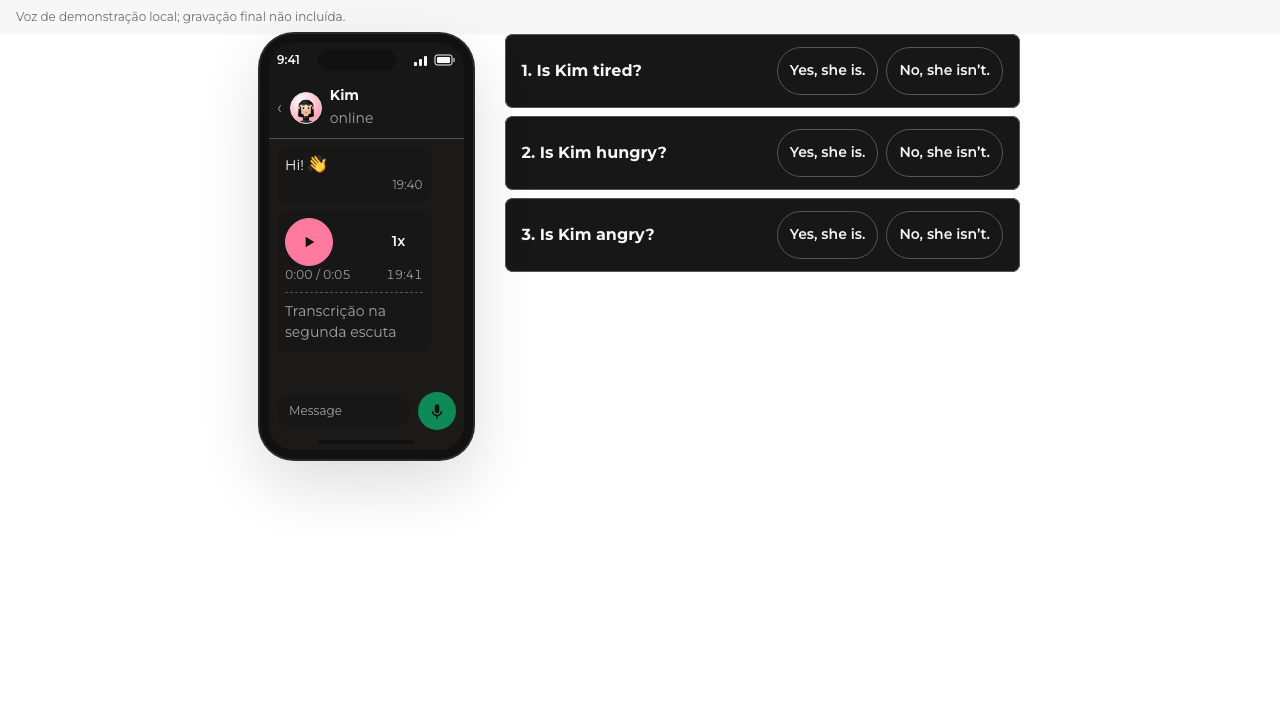 Voz de demonstração local; gravação final não incluída.
9:41
Kim
online
Hi! 👋
19:40
1x
0:00 / 0:05
19:41
Transcrição na
segunda escuta
Message
1. Is Kim tired?
Yes, she is.
No, she isn’t.
2. Is Kim hungry?
Yes, she is.
No, she isn’t.
3. Is Kim angry?
Yes, she is.
No, she isn’t.